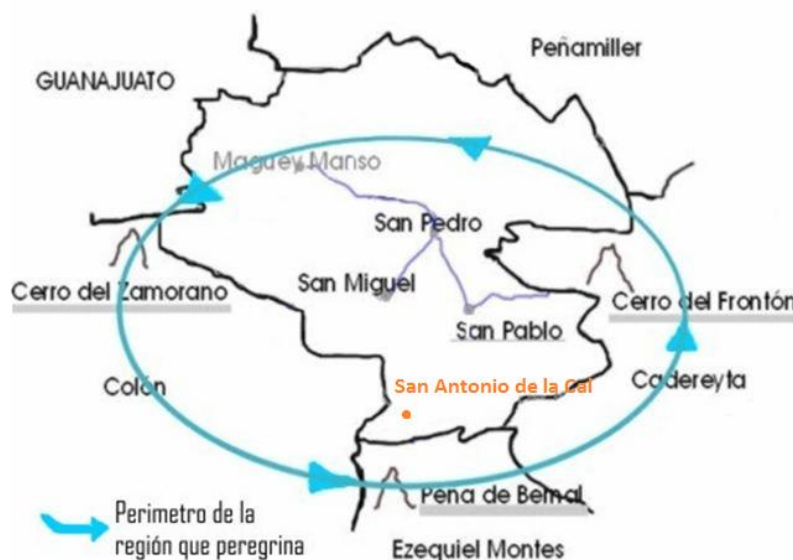 Peñamiller
GUANAJUATO
Maguey Manso
San Pedro
San Miguel
Cerro del Zamorano
Cerro del Frontón
San Pablo
San Antonio de la Cal
Colón
Cadereyta
Pena de Bernal
Perimetro de la
región que peregrina
Ezequiel Montes